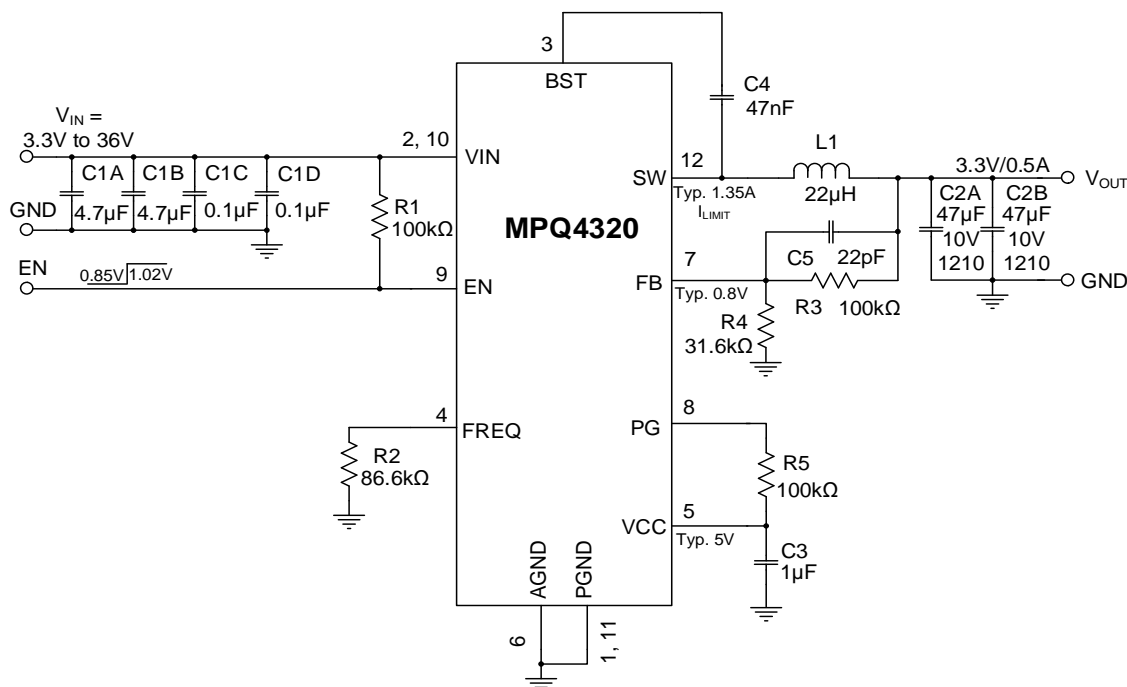 3
BST
C4
47nF
V_IN =
3.3V to 36V
2, 10
VIN
12
L1
3.3V/0.5A
V_OUT
C1A
C1B
C1C
C1D
SW
Typ. 1.35A
I_LIMIT
22µH
C2A
C2B
4.7µF
4.7µF
0.1µF
0.1µF
47µF
47µF
10V
10V
1210
1210
GND
R1
100kΩ
MPQ4320
22pF
C5
7
FB
Typ. 0.8V
R3
100kΩ
GND
EN
0.85V
1.02V
9
EN
R4
31.6kΩ
4
FREQ
R2
86.6kΩ
8
PG
R5
100kΩ
5
VCC
Typ. 5V
C3
1µF
AGND
PGND
6
1, 11